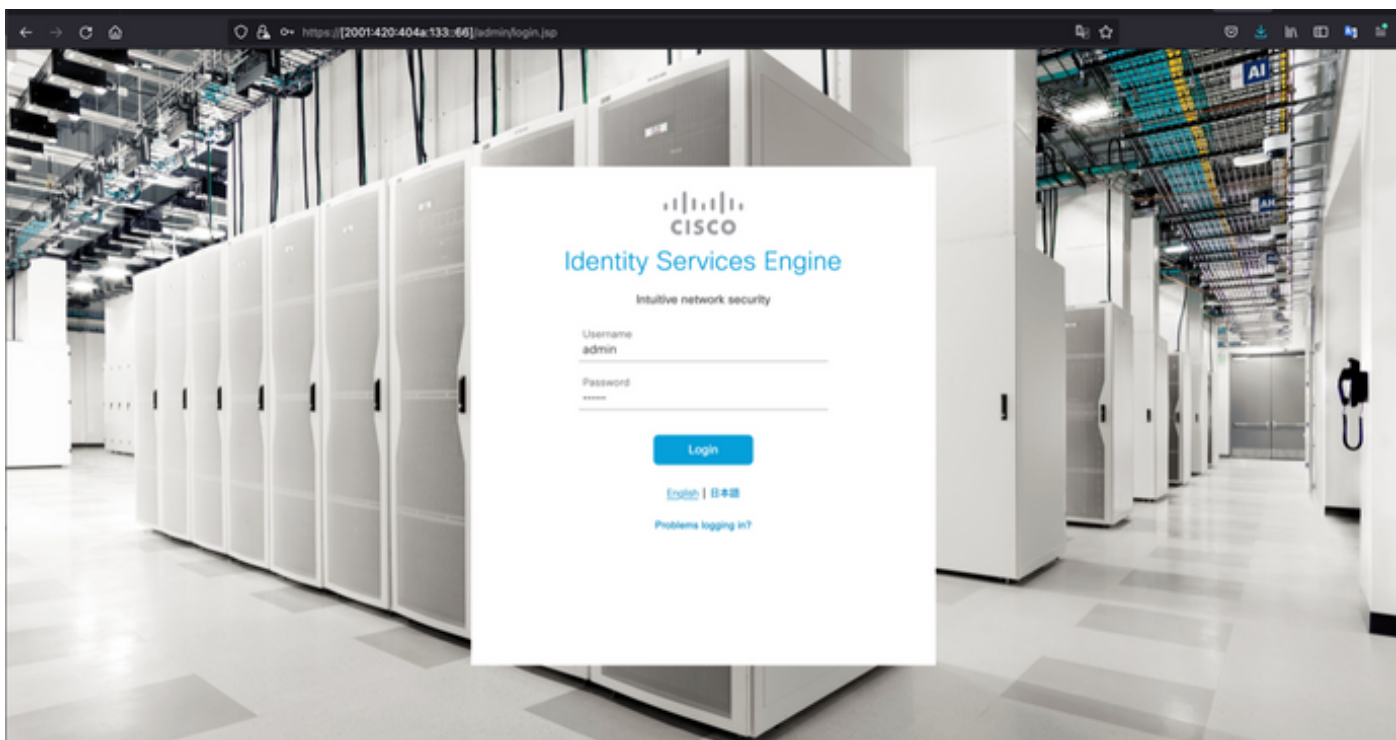 https://[2001:420:404a:133::66]/admin/login.jsp
AI
AH
CISCO
Identity Services Engine
Intuitive network security
Username
admin
Password
•••••
Login
English | 日本語
Problems logging in?